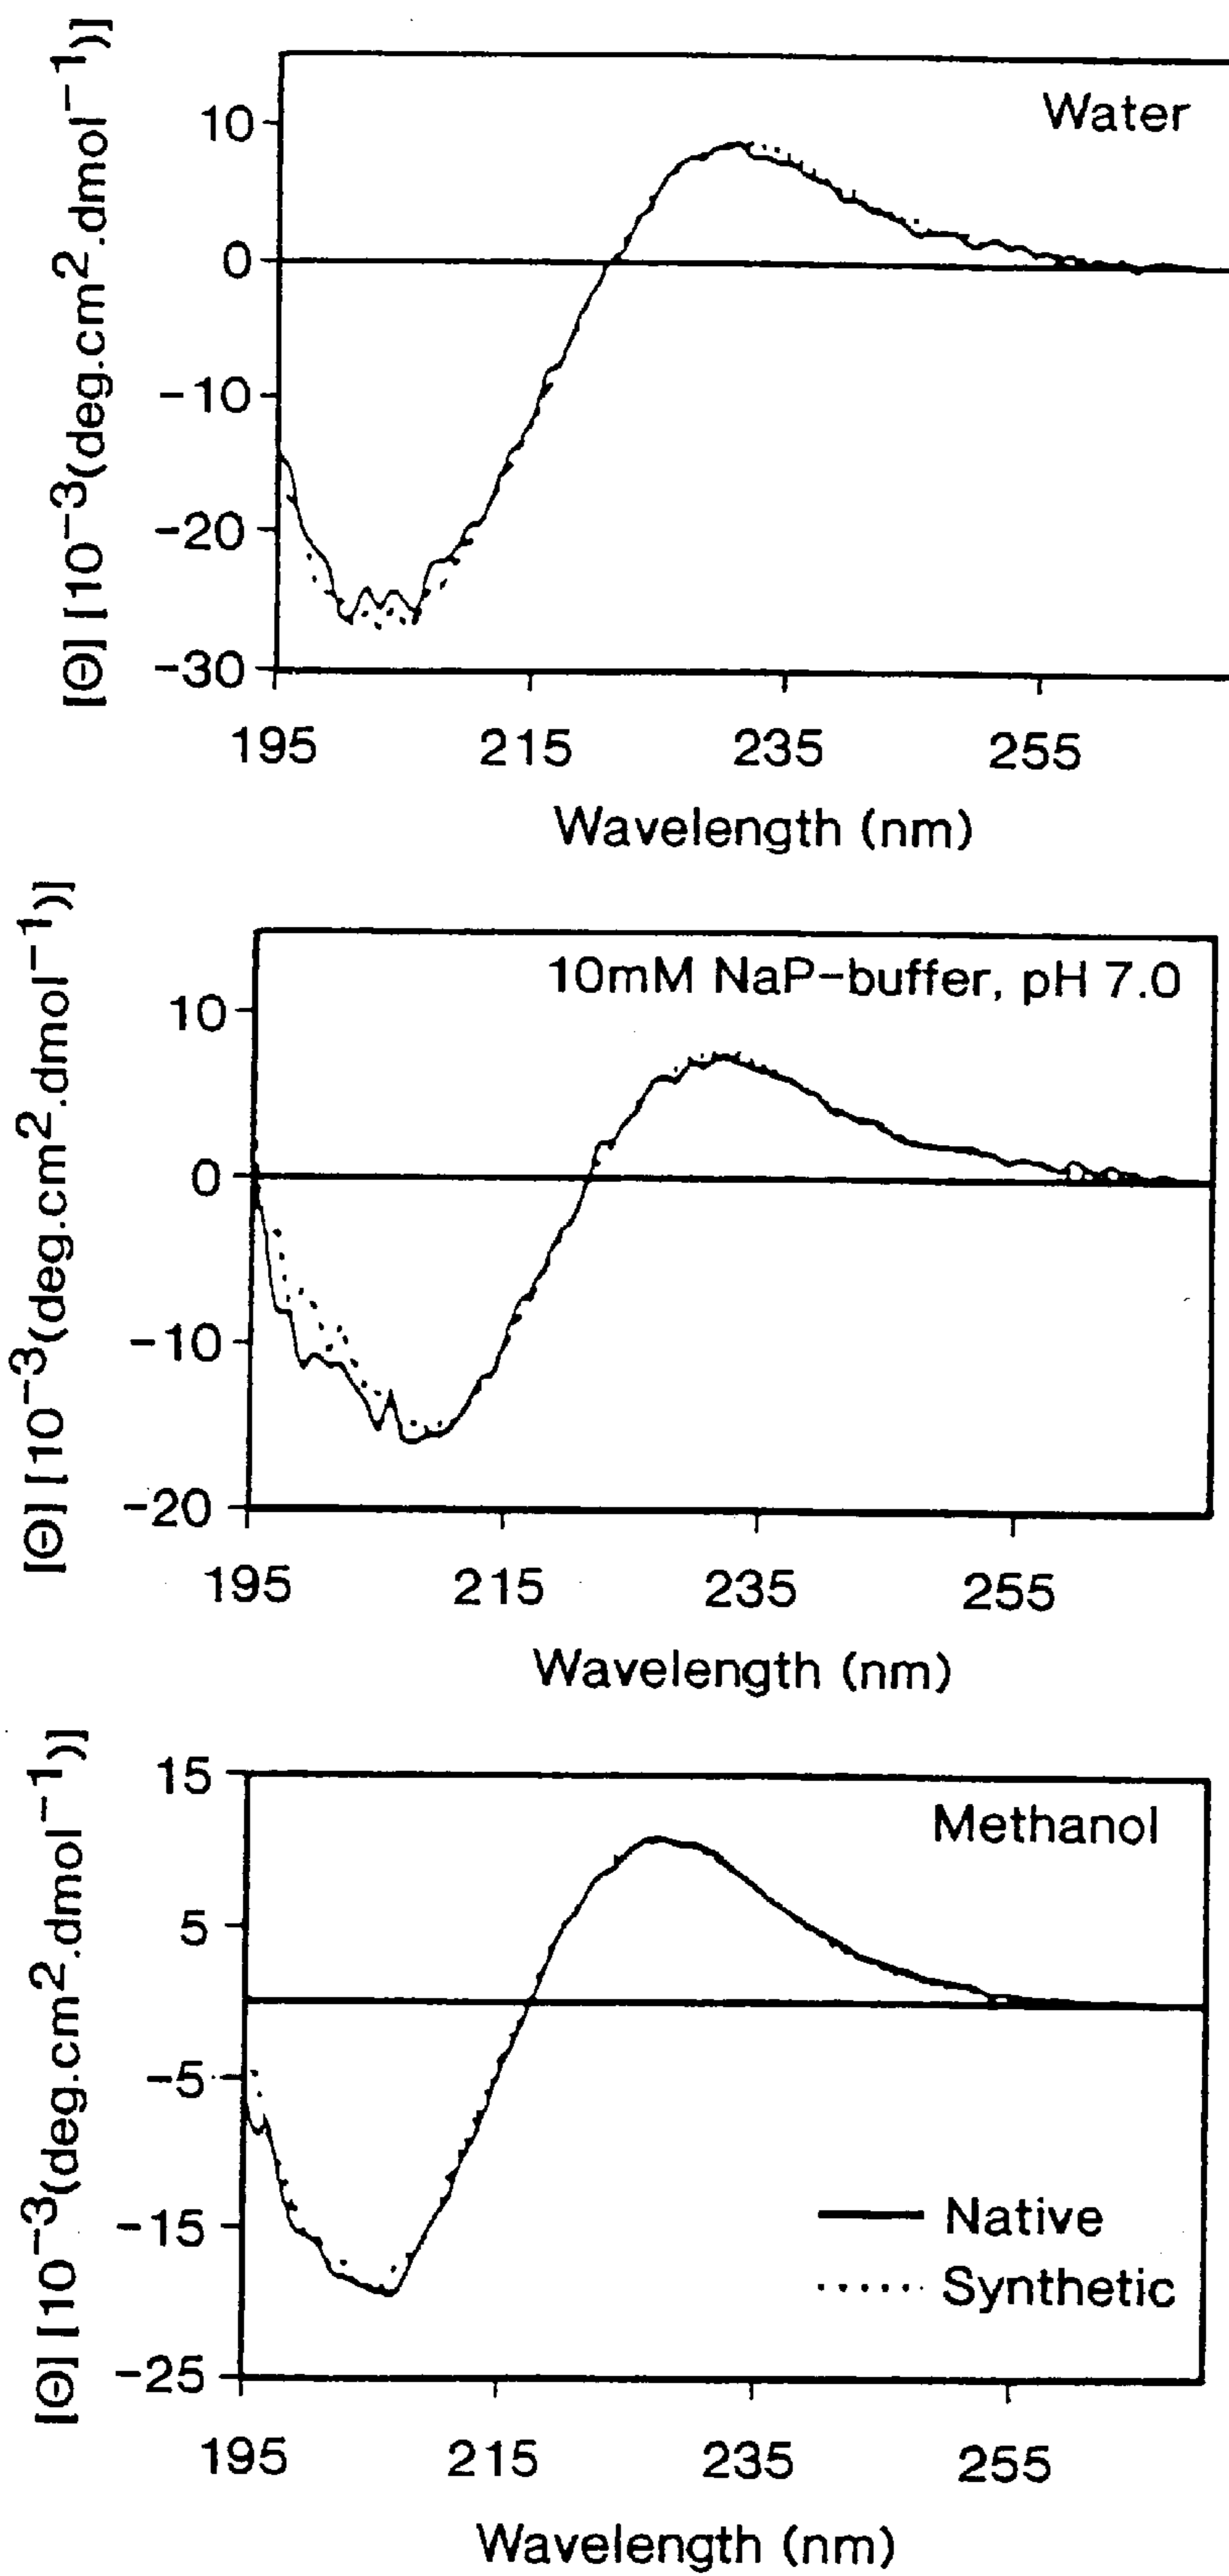 Water
[Θ] [10⁻³(deg.cm².dmol⁻¹)]
10
0
-10
-20
-30
195 215 235 255
Wavelength (nm)
10mM NaP-buffer, pH 7.0
[Θ] [10⁻³(deg.cm².dmol⁻¹)]
10
0
-10
-20
195 215 235 255
Wavelength (nm)
Methanol
[Θ] [10⁻³(deg.cm².dmol⁻¹)]
15
5
-5
-15
-25
Native
Synthetic
195 215 235 255
Wavelength (nm)